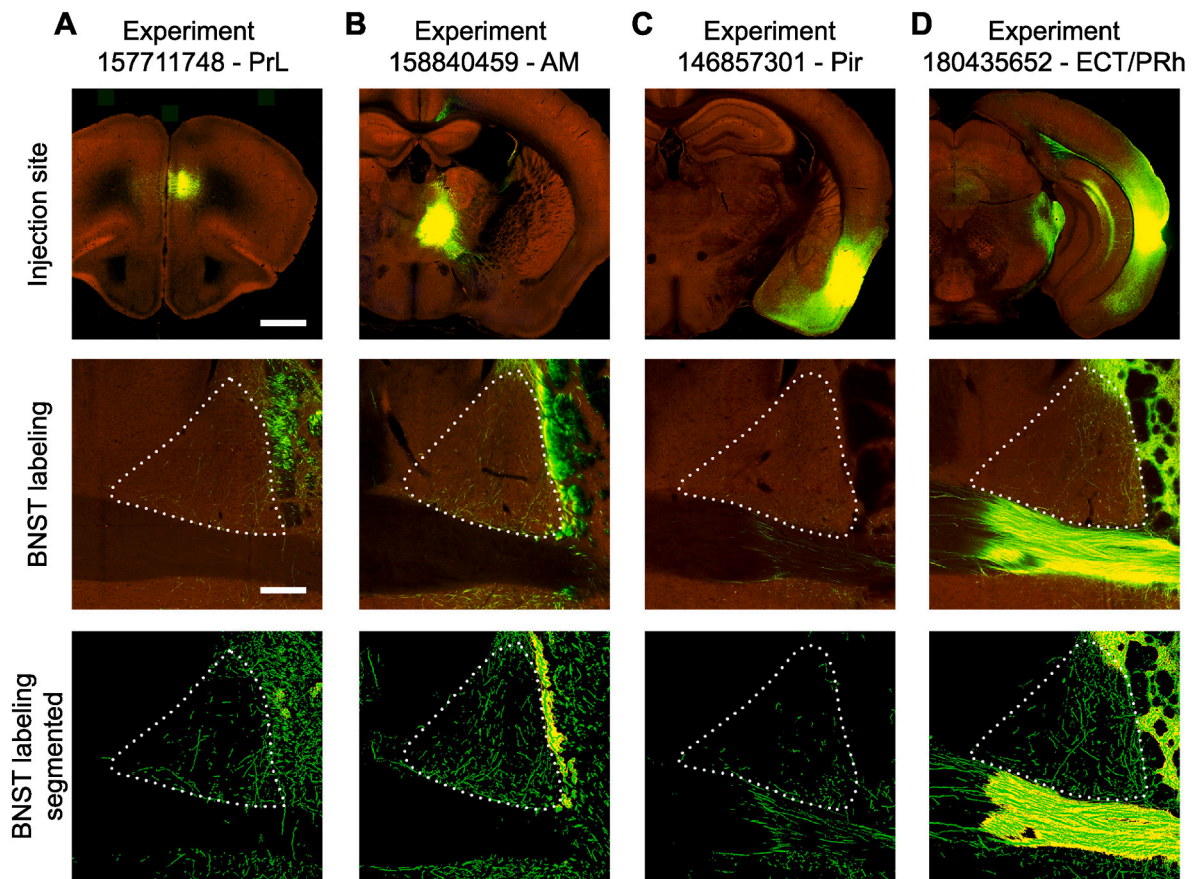 A Experiment
157711748 - PrL
B Experiment
158840459 - AM
C Experiment
146857301 - Pir
D Experiment
180435652 - ECT/PRh
Injection site
BNST labeling
BNST labeling
segmented